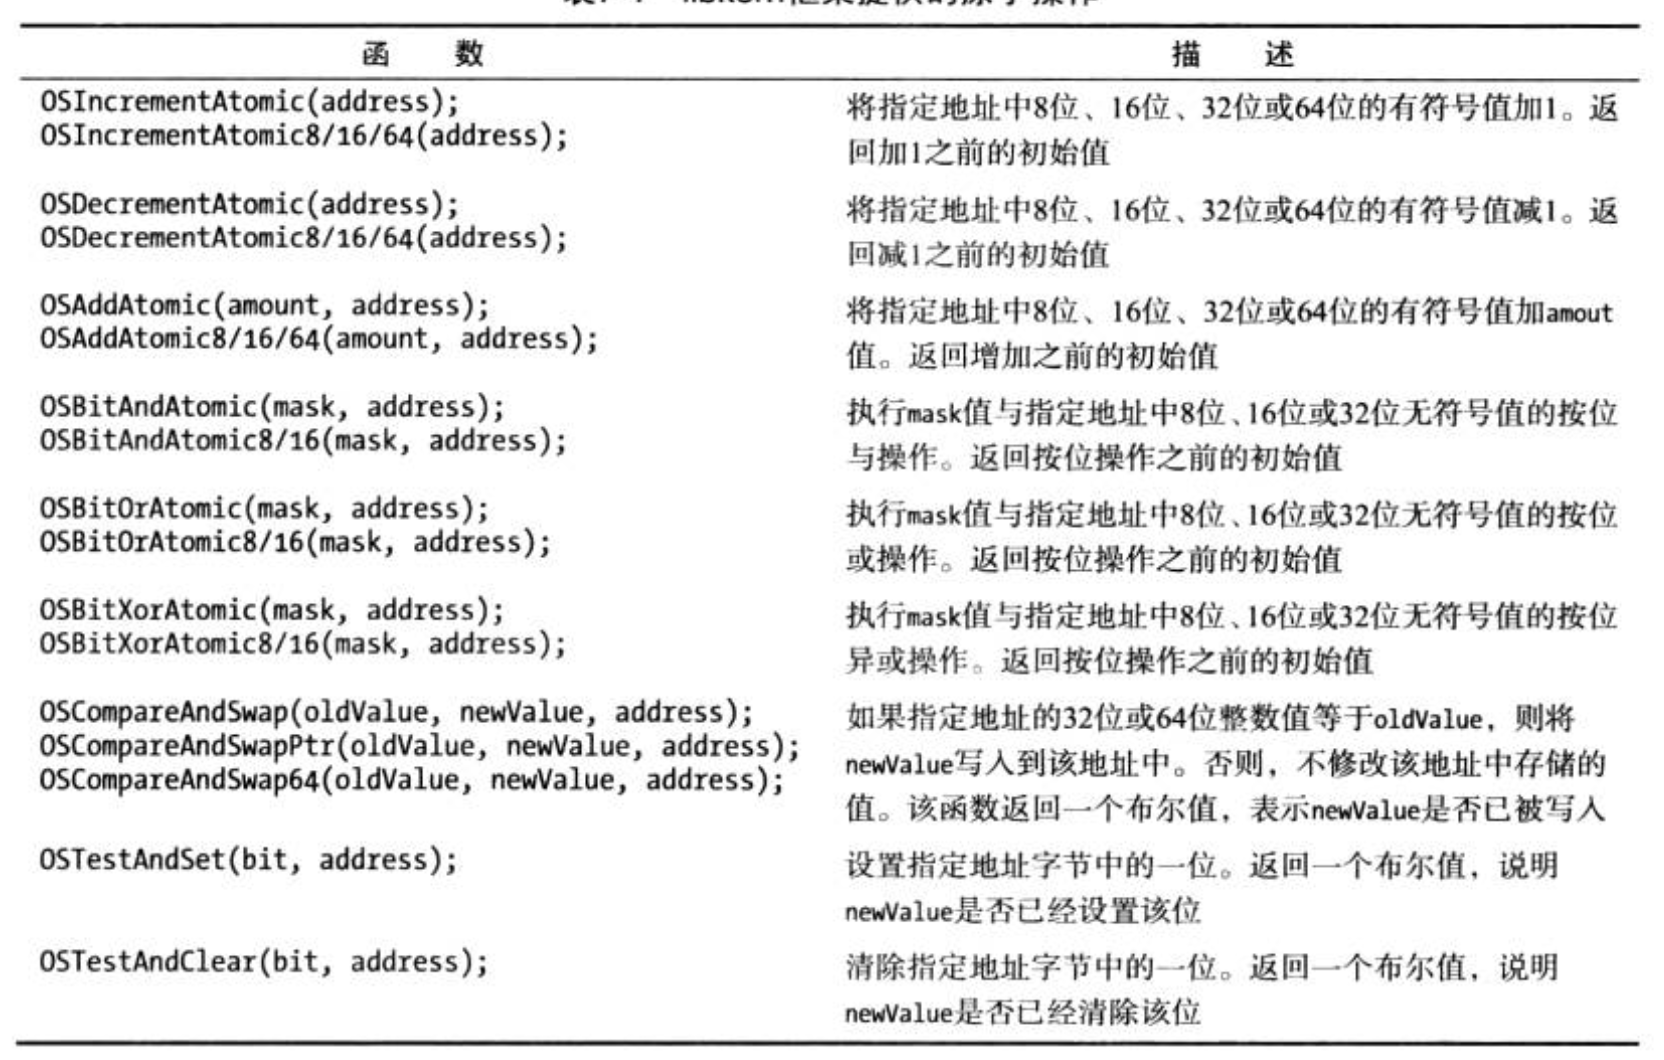 函 数
描 述
OSIncrementAtomic(address);
OSIncrementAtomic8/16/64(address);
将指定地址中8位、16位、32位或64位的有符号值加1。返
回加1之前的初始值
OSDecrementAtomic(address);
OSDecrementAtomic8/16/64(address);
将指定地址中8位、16位、32位或64位的有符号值减1。返
回减1之前的初始值
OSAddAtomic(amount, address);
OSAddAtomic8/16/64(amount, address);
将指定地址中8位、16位、32位或64位的有符号值加amout
值。返回增加之前的初始值
OSBitAndAtomic(mask, address);
OSBitAndAtomic8/16(mask, address);
执行mask值与指定地址中8位、16位或32位无符号值的按位
与操作。返回按位操作之前的初始值
OSBitOrAtomic(mask, address);
OSBitOrAtomic8/16(mask, address);
执行mask值与指定地址中8位、16位或32位无符号值的按位
或操作。返回按位操作之前的初始值
OSBitXorAtomic(mask, address);
OSBitXorAtomic8/16(mask, address);
执行mask值与指定地址中8位、16位或32位无符号值的按位
异或操作。返回按位操作之前的初始值
OSCompareAndSwap(oldValue, newValue, address);
OSCompareAndSwapPtr(oldValue, newValue, address);
OSCompareAndSwap64(oldValue, newValue, address);
如果指定地址的32位或64位整数值等于oldValue，则将
newValue写入到该地址中。否则，不修改该地址中存储的
值。该函数返回一个布尔值，表示newValue是否已被写入
OSTestAndSet(bit, address);
设置指定地址字节中的一位。返回一个布尔值，说明
newValue是否已经设置该位
OSTestAndClear(bit, address);
清除指定地址字节中的一位。返回一个布尔值，说明
newValue是否已经清除该位